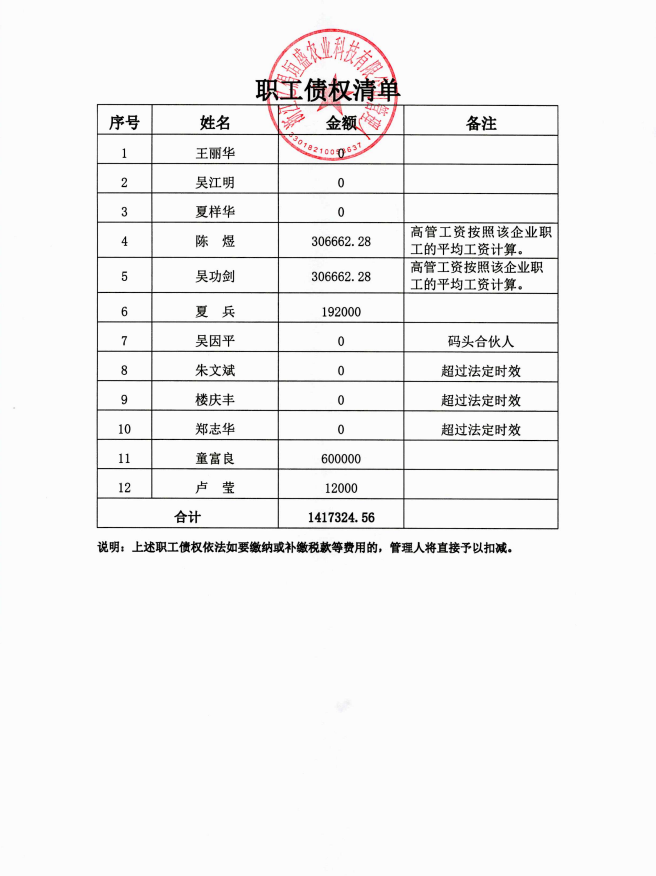 职工债权清单
序号 姓名 金额 备注
1 王丽华 0
2 吴江明 0
3 夏样华 0
4 陈 煜 306662.28 高管工资按照该企业职
工的平均工资计算。
5 吴功剑 306662.28 高管工资按照该企业职
工的平均工资计算。
6 夏 兵 192000
7 吴因平 0 码头合伙人
8 朱文斌 0 超过法定时效
9 楼庆丰 0 超过法定时效
10 郑志华 0 超过法定时效
11 童富良 600000
12 卢 莹 12000
合计 1417324.56
说明：上述职工债权依法如要缴纳或补缴税款等费用的，管理人将直接予以扣减。